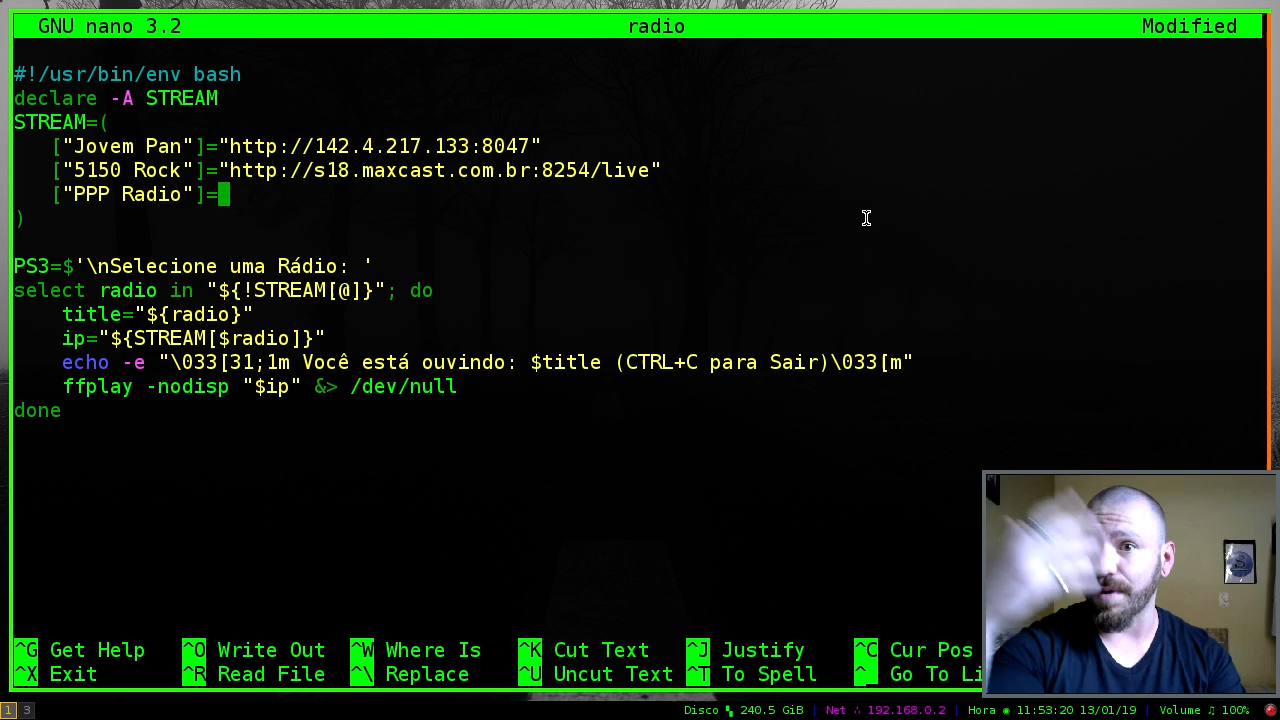 GNU nano 3.2 radio Modified
#!/usr/bin/env bash
declare -A STREAM
STREAM=(
["Jovem Pan"]="http://142.4.217.133:8047"
["5150 Rock"]="http://s18.maxcast.com.br:8254/live"
["PPP Radio"]=
)
PS3=$'\nSelecione uma Rádio: '
select radio in "${!STREAM[@]}"; do
title="${radio}"
ip="${STREAM[$radio]}"
echo -e "\033[31;1m Você está ouvindo: $title (CTRL+C para Sair)\033[m"
ffplay -nodisp "$ip" &> /dev/null
done
^G Get Help ^O Write Out ^W Where Is ^K Cut Text ^J Justify ^C Cur Pos
^X Exit ^R Read File ^\ Replace ^U Uncut Text ^T To Spell ^_ Go To Li
1 3 Disco 240.5 GiB | Net ∴ 192.168.0.2 | Hora ◉ 11:53:20 13/01/19 | Volume ♫ 100%